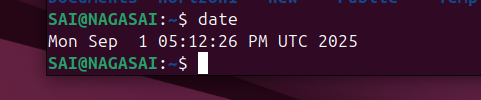 SAI@NAGASAI:~$ date
Mon Sep  1 05:12:26 PM UTC 2025
SAI@NAGASAI:~$